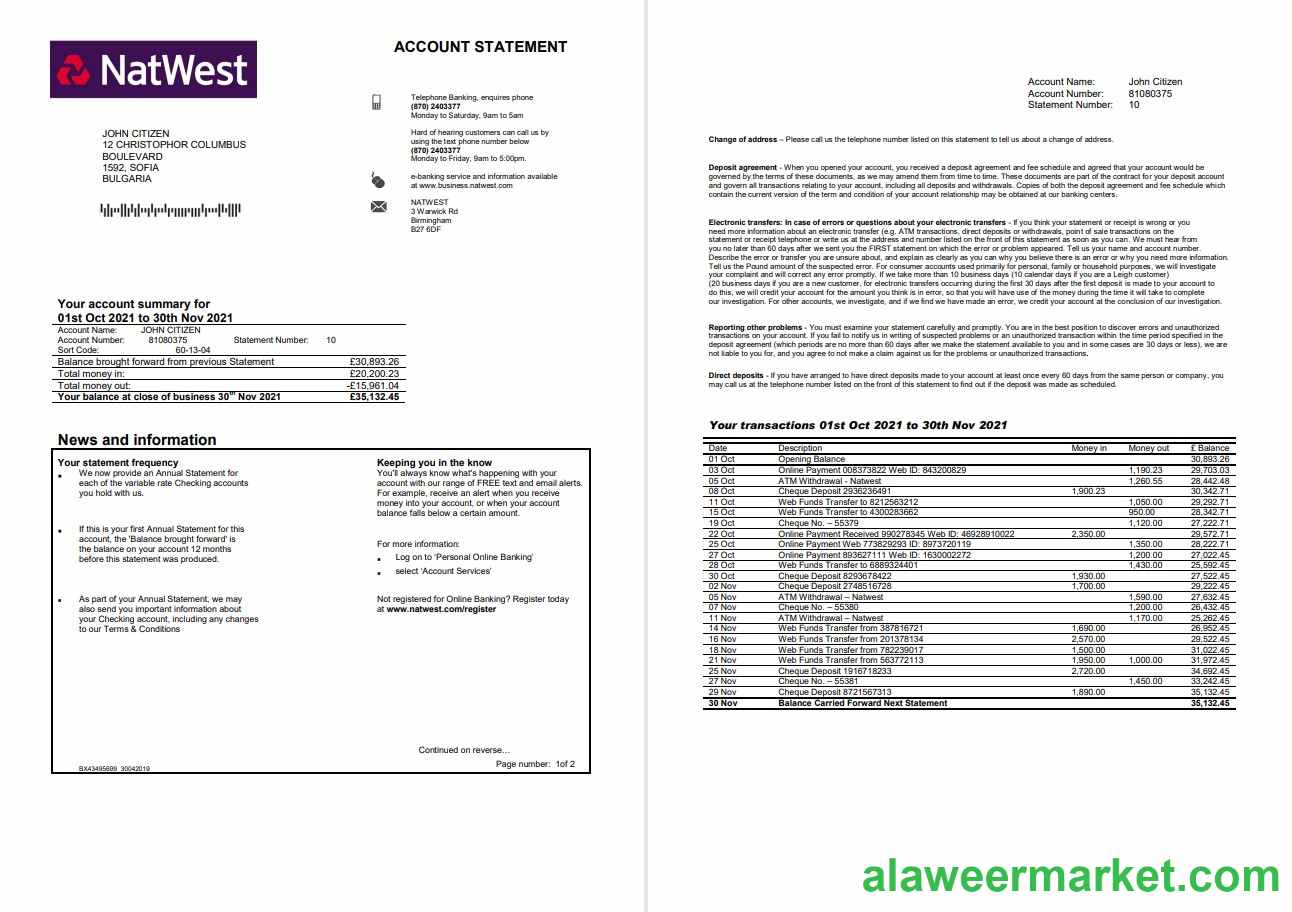 NatWest
ACCOUNT STATEMENT
Telephone Banking, enquires phone
(870) 2403377
Monday to Saturday, 9am to 5am
Hard of hearing customers can call us by
using the text phone number below
(870) 2403377
Monday to Friday, 9am to 5:00pm.
e-banking service and information available
at www.business.natwest.com
NATWEST
3 Warwick Rd
Birmingham
B27 6DF
JOHN CITIZEN
12 CHRISTOPHOR COLUMBUS
BOULEVARD
1592, SOFIA
BULGARIA
Your account summary for
01st Oct 2021 to 30th Nov 2021
Account Name: JOHN CITIZEN
Account Number: 81080375 Statement Number: 10
Sort Code: 60-13-04
Balance brought forward from previous Statement £30,893.26
Total money in: £20,200.23
Total money out: -£15,961.04
Your balance at close of business 30th Nov 2021 £35,132.45
News and information
Your statement frequency
▪ We now provide an Annual Statement for
each of the variable rate Checking accounts
you hold with us.
▪ If this is your first Annual Statement for this
account, the 'Balance brought forward' is
the balance on your account 12 months
before this statement was produced.
▪ As part of your Annual Statement, we may
also send you important information about
your Checking account, including any changes
to our Terms & Conditions
Keeping you in the know
You'll always know what's happening with your
account with our range of FREE text and email alerts.
For example, receive an alert when you receive
money into your account, or when your account
balance falls below a certain amount.
For more information:
▪ Log on to 'Personal Online Banking'
▪ select 'Account Services'
Not registered for Online Banking? Register today
at www.natwest.com/register
Continued on reverse…
Page number: 1of 2
BX43495699 30042019
Account Name: John Citizen
Account Number: 81080375
Statement Number: 10
Change of address – Please call us the telephone number listed on this statement to tell us about a change of address.
Deposit agreement - When you opened your account, you received a deposit agreement and fee schedule and agreed that your account would be
governed by the terms of these documents, as we may amend them from time to time. These documents are part of the contract for your deposit account
and govern all transactions relating to your account, including all deposits and withdrawals. Copies of both the deposit agreement and fee schedule which
contain the current version of the term and condition of your account relationship may be obtained at our banking centers.
Electronic transfers: In case of errors or questions about your electronic transfers - If you think your statement or receipt is wrong or you
need more information about an electronic transfer (e.g. ATM transactions, direct deposits or withdrawals, point of sale transactions on the
statement or receipt telephone or write us at the address and number listed on the front of this statement as soon as you can. We must hear from
you no later than 60 days after we sent you the FIRST statement on which the error or problem appeared. Tell us your name and account number.
Describe the error or transfer you are unsure about, and explain as clearly as you can why you believe there is an error or why you need more information.
Tell us the Pound amount of the suspected error. For consumer accounts used primarily for personal, family or household purposes, we will investigate
your complaint and will correct any error promptly. If we take more than 10 business days (10 calendar days if you are a Leigh customer)
(20 business days if you are a new customer, for electronic transfers occurring during the first 30 days after the first deposit is made to your account to
do this, we will credit your account for the amount you think is in error, so that you will have use of the money during the time it will take to complete
our investigation. For other accounts, we investigate, and if we find we have made an error, we credit your account at the conclusion of our investigation.
Reporting other problems - You must examine your statement carefully and promptly. You are in the best position to discover errors and unauthorized
transactions on your account. If you fail to notify us in writing of suspected problems or an unauthorized transaction within the time period specified in the
deposit agreement (which periods are no more than 60 days after we make the statement available to you and in some cases are 30 days or less), we are
not liable to you for, and you agree to not make a claim against us for the problems or unauthorized transactions.
Direct deposits - If you have arranged to have direct deposits made to your account at least once every 60 days from the same person or company, you
may call us at the telephone number listed on the front of this statement to find out if the deposit was made as scheduled.
Your transactions 01st Oct 2021 to 30th Nov 2021
Date Description Money in Money out £ Balance
01 Oct Opening Balance 30,893.26
03 Oct Online Payment 008373822 Web ID: 843200829 1,190.23 29,703.03
05 Oct ATM Withdrawal - Natwest 1,260.55 28,442.48
08 Oct Cheque Deposit 2936236491 1,900.23 30,342.71
11 Oct Web Funds Transfer to 8212563212 1,050.00 29,292.71
15 Oct Web Funds Transfer to 4300283662 950.00 28,342.71
19 Oct Cheque No. – 55379 1,120.00 27,222.71
22 Oct Online Payment Received 990278345 Web ID: 46928910022 2,350.00 29,572.71
25 Oct Online Payment Web 773829293 ID: 8973720119 1,350.00 28,222.71
27 Oct Online Payment 893627111 Web ID: 1630002272 1,200.00 27,022.45
28 Oct Web Funds Transfer to 6889324401 1,430.00 25,592.45
30 Oct Cheque Deposit 8293678422 1,930.00 27,522.45
02 Nov Cheque Deposit 2748516728 1,700.00 29,222.45
05 Nov ATM Withdrawal – Natwest 1,590.00 27,632.45
07 Nov Cheque No. – 55380 1,200.00 26,432.45
11 Nov ATM Withdrawal – Natwest 1,170.00 25,262.45
14 Nov Web Funds Transfer from 387816721 1,690.00 26,952.45
16 Nov Web Funds Transfer from 201378134 2,570.00 29,522.45
18 Nov Web Funds Transfer from 782239017 1,500.00 31,022.45
21 Nov Web Funds Transfer from 563772113 1,950.00 1,000.00 31,972.45
25 Nov Cheque Deposit 1916718233 2,720.00 34,692.45
27 Nov Cheque No. – 55381 1,450.00 33,242.45
29 Nov Cheque Deposit 8721567313 1,890.00 35,132.45
30 Nov Balance Carried Forward Next Statement 35,132.45
alaweermarket.com